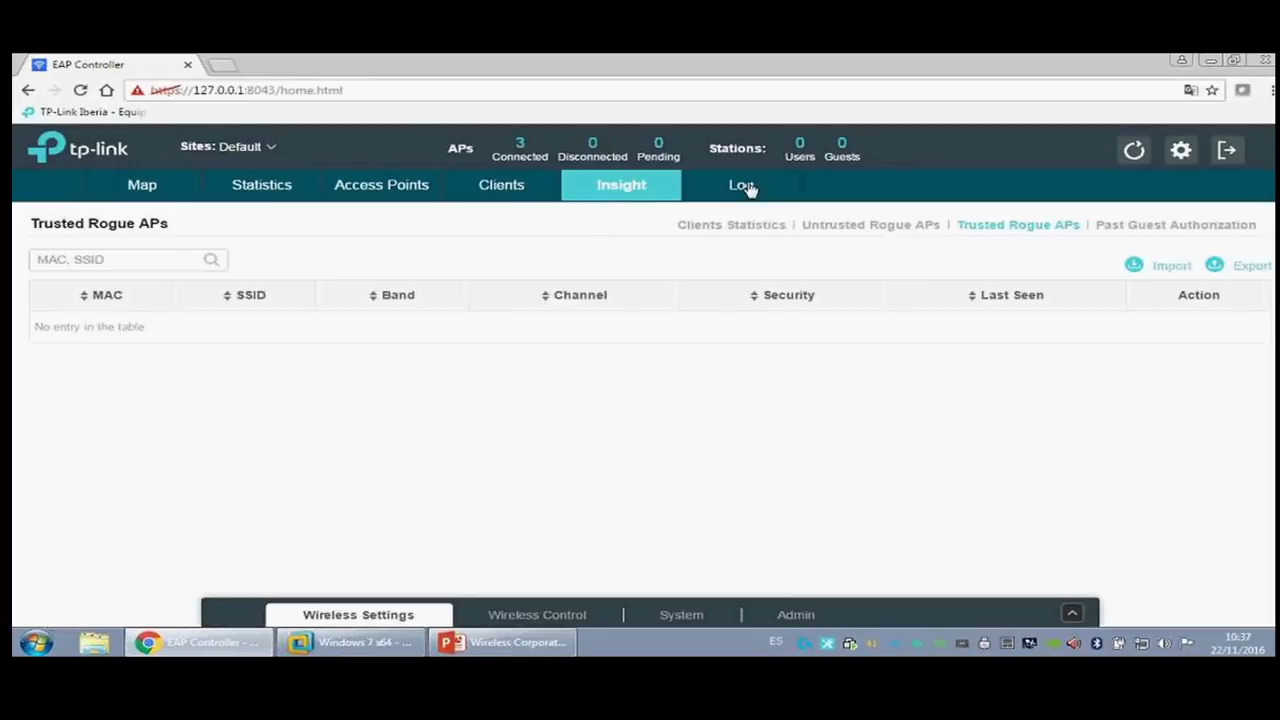 EAP Controller
https://127.0.0.1:8043/home.html
TP-Link Iberia - Equip
tp-link
Sites: Default
APs
3
0
0
Connected
Disconnected
Pending
Stations:
0
0
Users
Guests
Map
Statistics
Access Points
Clients
Insight
Trusted Rogue APs
Clients Statistics | Untrusted Rogue APs | Trusted Rogue APs | Past Guest Authorization
MAC, SSID
Import
Export
MAC
SSID
Band
Channel
Security
Last Seen
Action
No entry in the table.
Wireless Settings
Wireless Control | System | Admin
EAP Controller - ...
Windows 7 x64 - ...
Wireless Corporat...
ES
10:37
22/11/2016